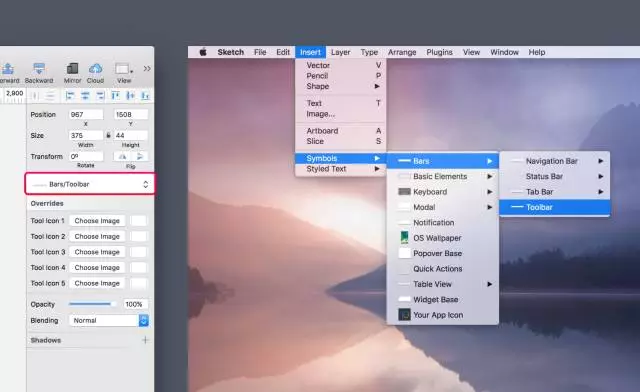 orward Backward Mirror Cloud View
2,900
Position 967 1508
X Y
Size 375 44
Width Height
Transform 0º
Rotate Flip
Bars/Toolbar
Overrides
Tool Icon 1 Choose Image
Tool Icon 2 Choose Image
Tool Icon 3 Choose Image
Tool Icon 4 Choose Image
Tool Icon 5 Choose Image
Opacity 100%
Blending Normal
Shadows +
Sketch File Edit Insert Layer Type Arrange Plugins View Window Help
Vector V
Pencil P
Shape
Text T
Image...
Artboard A
Slice S
Symbols
Styled Text
Bars
Basic Elements
Keyboard
Modal
Notification
OS Wallpaper
Popover Base
Quick Actions
Table View
Widget Base
Your App Icon
Navigation Bar
Status Bar
Tab Bar
Toolbar